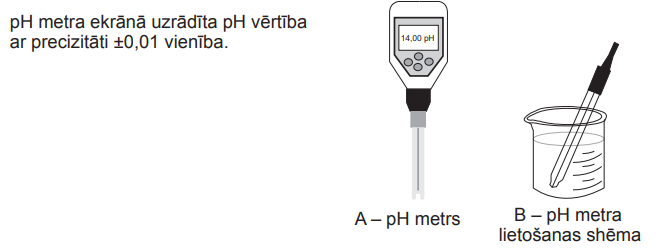 pH metra ekrānā uzrādīta pH vērtība
ar precizitāti ±0,01 vienība.
14,00 pH
A – pH metrs
B – pH metra
lietošanas shēma